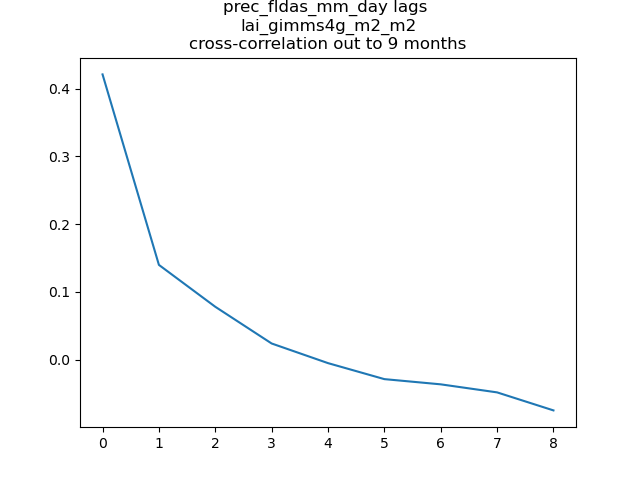 prec_fldas_mm_day lags
lai_gimms4g_m2_m2
cross-correlation out to 9 months
0.4
0.3
0.2
0.1
0.0
0 1 2 3 4 5 6 7 8